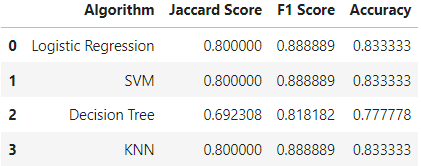 Algorithm Jaccard Score F1 Score Accuracy
0 Logistic Regression 0.800000 0.888889 0.833333
1 SVM 0.800000 0.888889 0.833333
2 Decision Tree 0.692308 0.818182 0.777778
3 KNN 0.800000 0.888889 0.833333